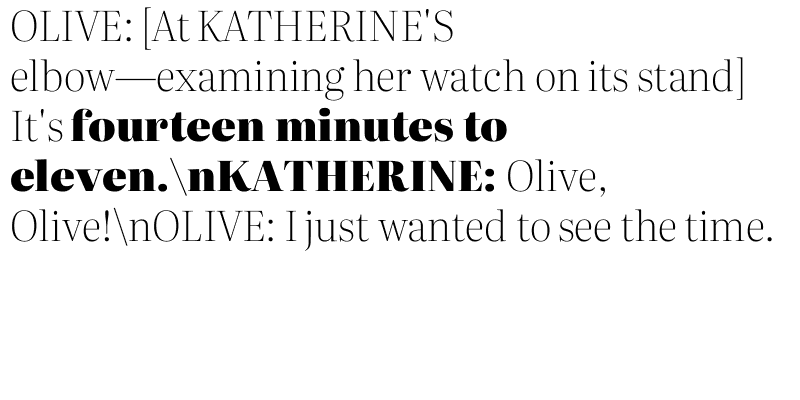 OLIVE: [At KATHERINE'S
elbow—examining her watch on its stand]
It's fourteen minutes to
eleven.\nKATHERINE: Olive,
Olive!\nOLIVE: I just wanted to see the time.